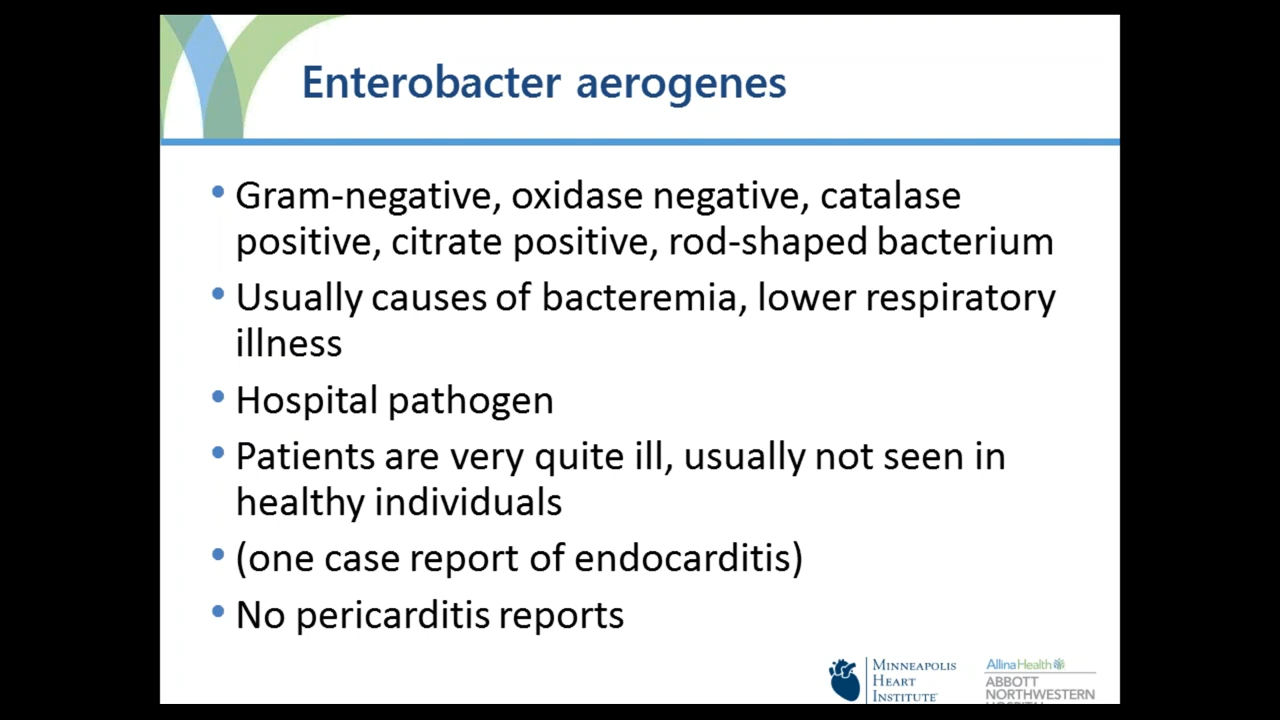 Enterobacter aerogenes
• Gram-negative, oxidase negative, catalase
positive, citrate positive, rod-shaped bacterium
• Usually causes of bacteremia, lower respiratory
illness
• Hospital pathogen
• Patients are very quite ill, usually not seen in
healthy individuals
• (one case report of endocarditis)
• No pericarditis reports
MINNEAPOLIS
HEART
INSTITUTE
AllinaHealth
ABBOTT
NORTHWESTERN
HOSPITAL